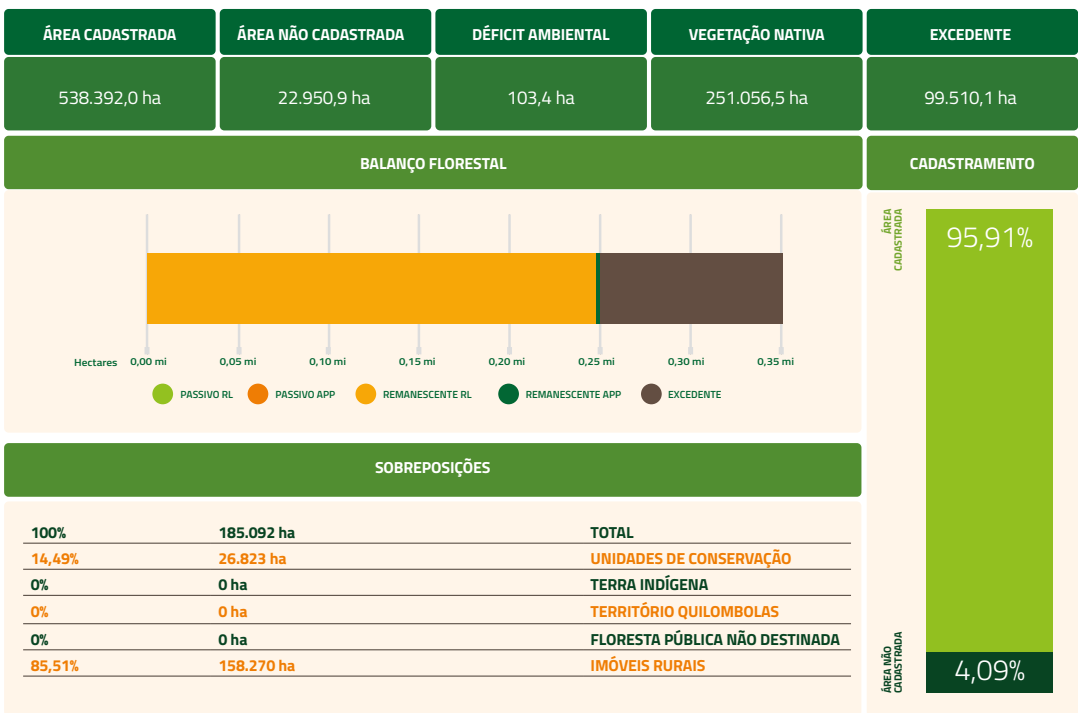 ÁREA CADASTRADA
ÁREA NÃO CADASTRADA
DÉFICIT AMBIENTAL
VEGETAÇÃO NATIVA
EXCEDENTE
538.392,0 ha
22.950,9 ha
103,4 ha
251.056,5 ha
99.510,1 ha
BALANÇO FLORESTAL
CADASTRAMENTO
Hectares
0,00 mi
0,05 mi
0,10 mi
0,15 mi
0,20 mi
0,25 mi
0,30 mi
0,35 mi
PASSIVO RL
PASSIVO APP
REMANESCENTE RL
REMANESCENTE APP
EXCEDENTE
ÁREA
CADASTRADA
95,91%
SOBREPOSIÇÕES
100% 185.092 ha TOTAL
14,49% 26.823 ha UNIDADES DE CONSERVAÇÃO
0% 0 ha TERRA INDÍGENA
0% 0 ha TERRITÓRIO QUILOMBOLAS
0% 0 ha FLORESTA PÚBLICA NÃO DESTINADA
85,51% 158.270 ha IMÓVEIS RURAIS
ÁREA NÃO
CADASTRADA
4,09%